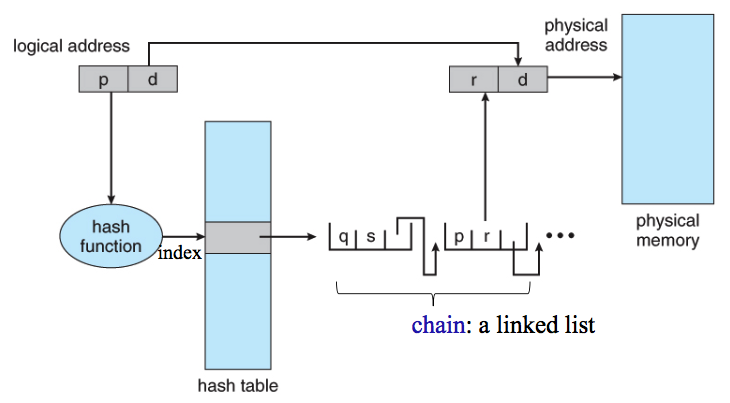 logical address
physical
address
p d
r d
hash
function
index
q s
p r
•••
physical
memory
chain: a linked list
hash table